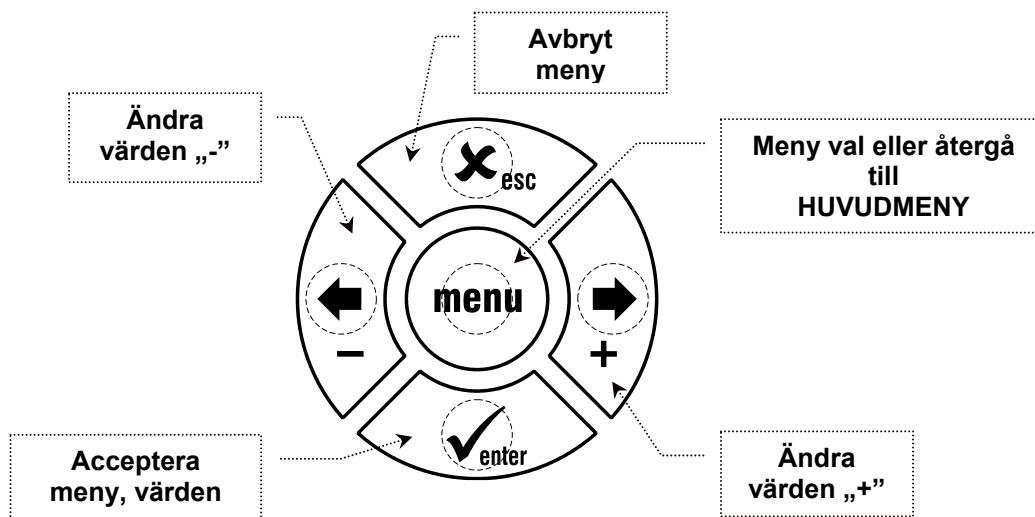 Avbryt
meny
Ändra
värden „-”
Meny val eller återgå
till
HUVUDMENY
esc
menu
–
+
enter
Acceptera
meny, värden
Ändra
värden „+”